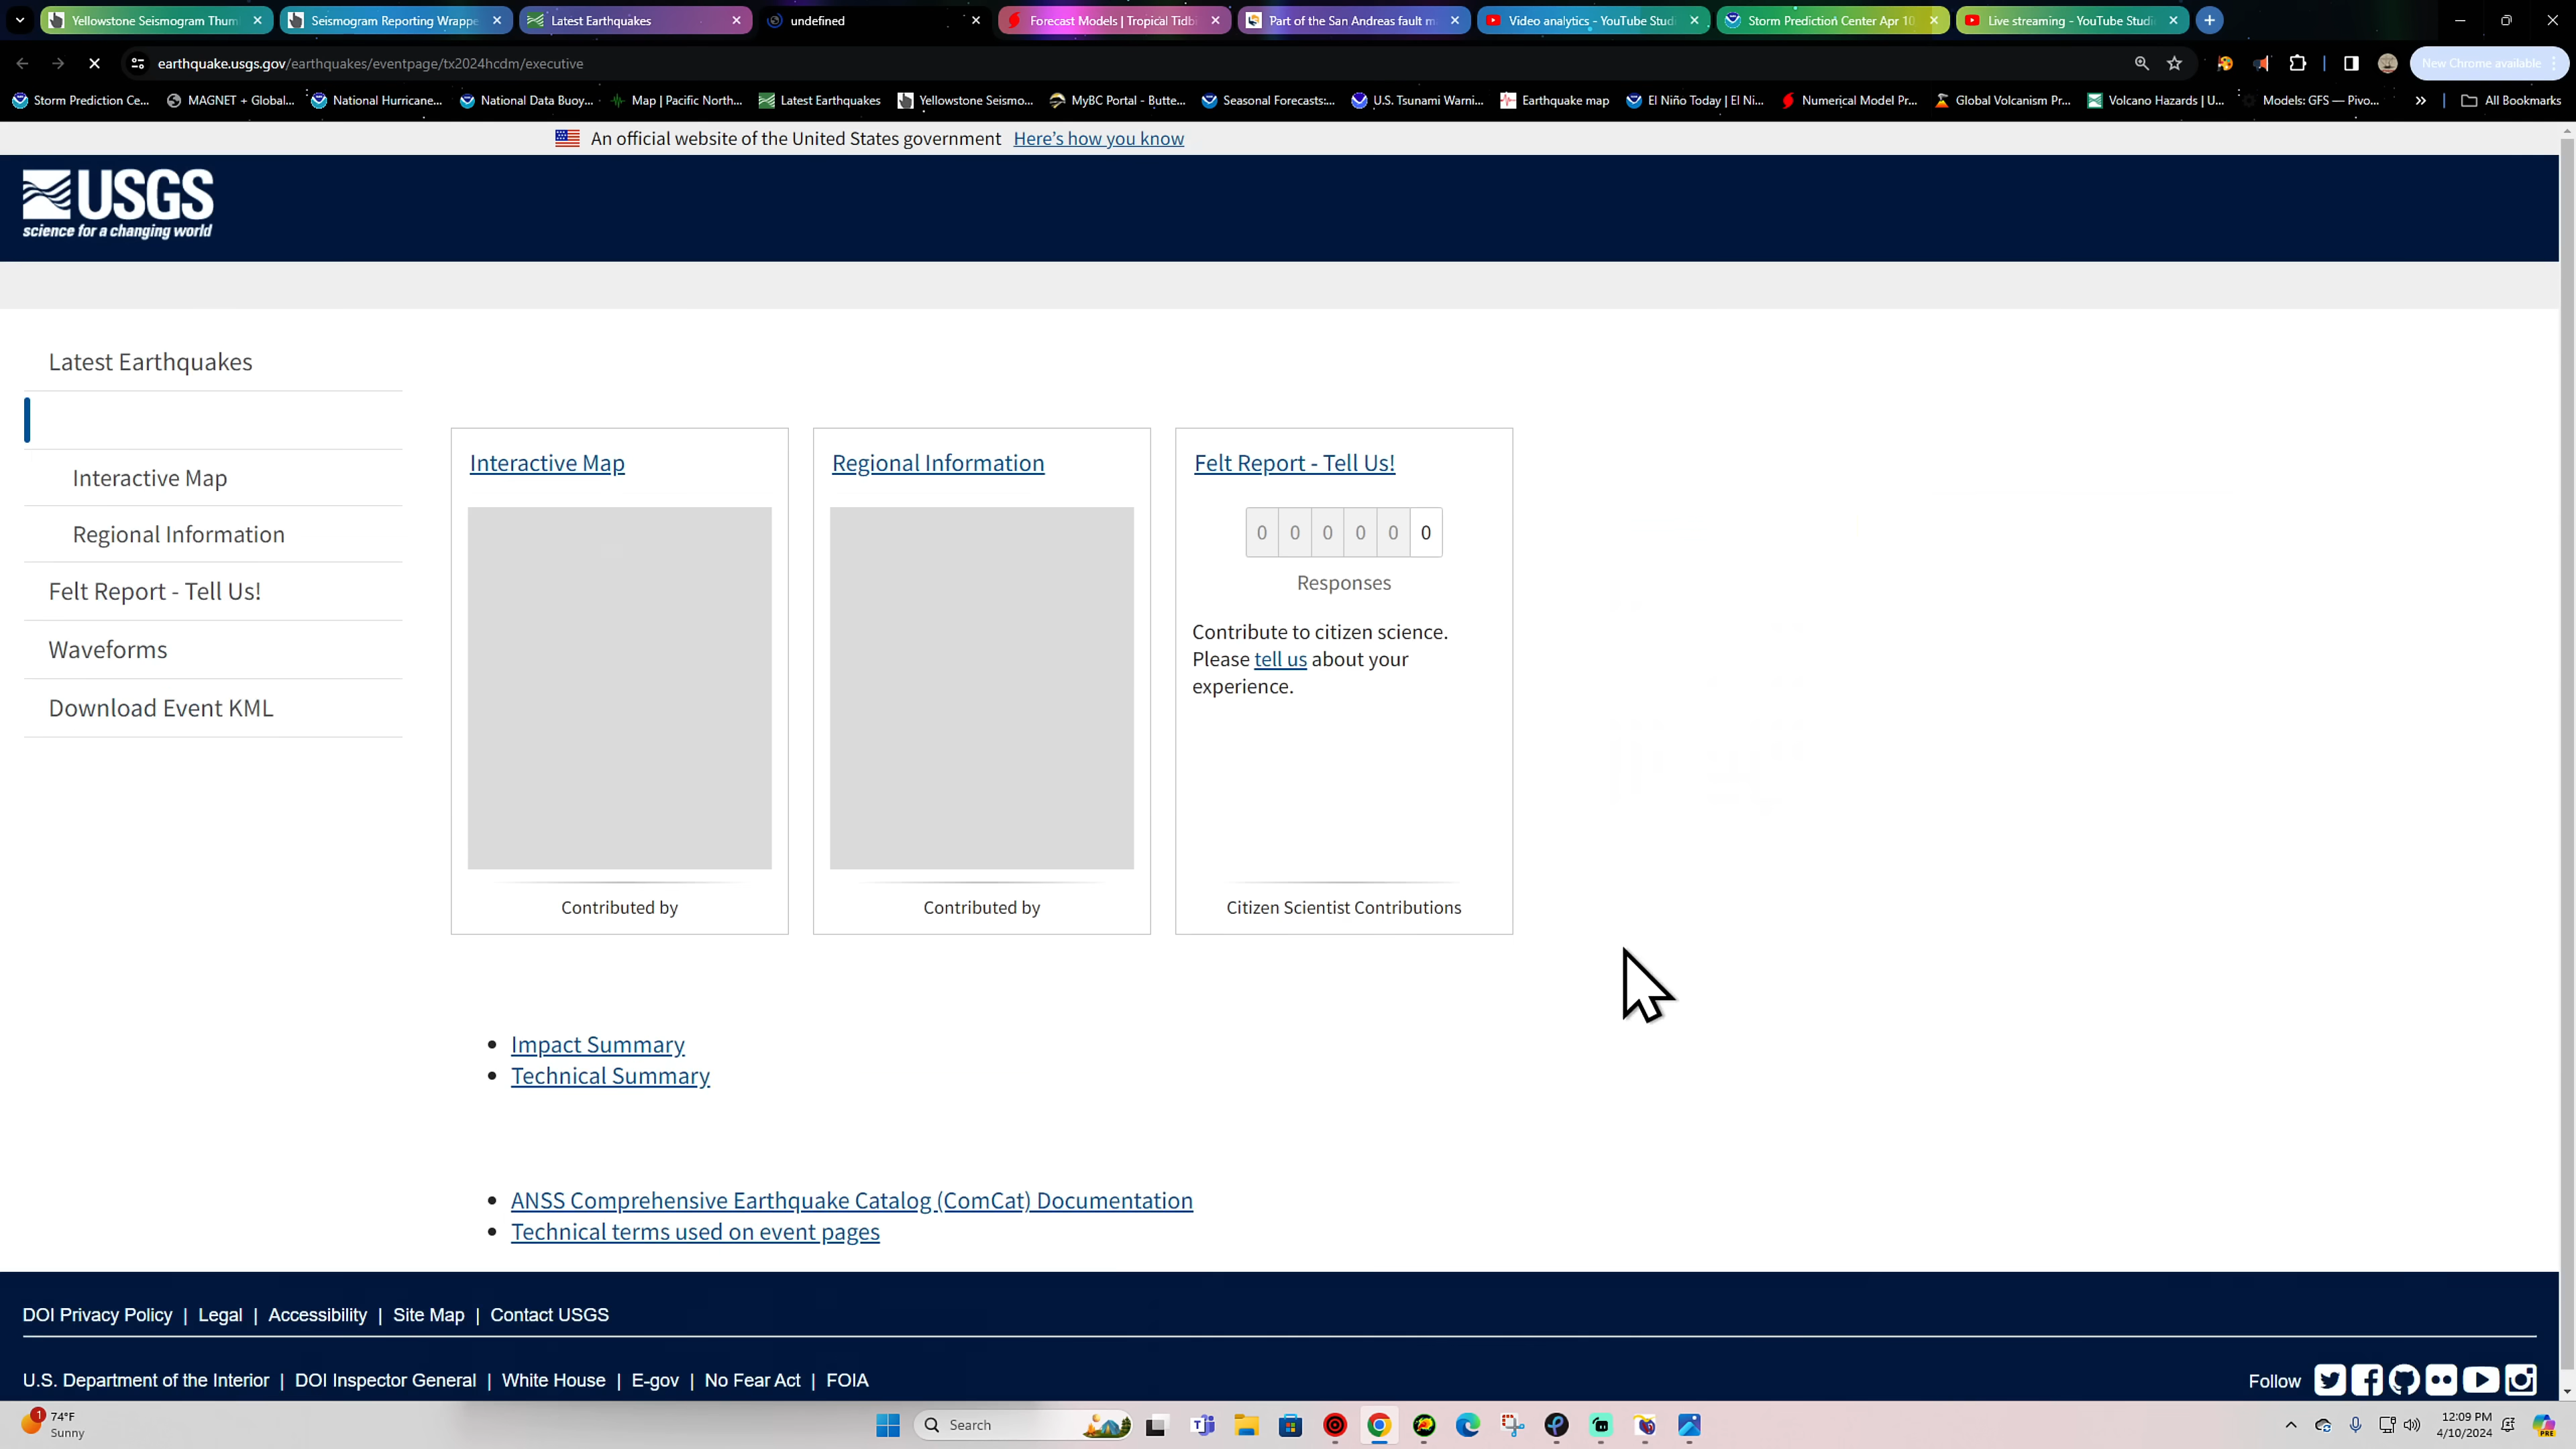 Yellowstone Seismogram Thum
Seismogram Reporting Wrappe
Latest Earthquakes
undefined
Forecast Models | Tropical Tidbi
Part of the San Andreas fault m
Video analytics - YouTube Studi
Storm Prediction Center Apr 10
Live streaming - YouTube Studi
earthquake.usgs.gov/earthquakes/eventpage/tx2024hcdm/executive
New Chrome available
Storm Prediction Ce...
MAGNET + Global...
National Hurricane...
National Data Buoy...
Map | Pacific North...
Latest Earthquakes
Yellowstone Seismo...
MyBC Portal - Butte...
Seasonal Forecasts:...
U.S. Tsunami Warni...
Earthquake map
El Niño Today | El Ni...
Numerical Model Pr...
Global Volcanism Pr...
Volcano Hazards | U...
Models: GFS — Pivo...
All Bookmarks
An official website of the United States government Here's how you know
USGS
science for a changing world
Latest Earthquakes
Interactive Map
Regional Information
Felt Report - Tell Us!
Waveforms
Download Event KML
Interactive Map
Contributed by
Regional Information
Contributed by
Felt Report - Tell Us!
0 0 0 0 0 0
Responses
Contribute to citizen science.
Please tell us about your
experience.
Citizen Scientist Contributions
• Impact Summary
• Technical Summary
• ANSS Comprehensive Earthquake Catalog (ComCat) Documentation
• Technical terms used on event pages
DOI Privacy Policy | Legal | Accessibility | Site Map | Contact USGS
U.S. Department of the Interior | DOI Inspector General | White House | E-gov | No Fear Act | FOIA
Follow
1
74°F
Sunny
Search
12:09 PM
4/10/2024
PRE